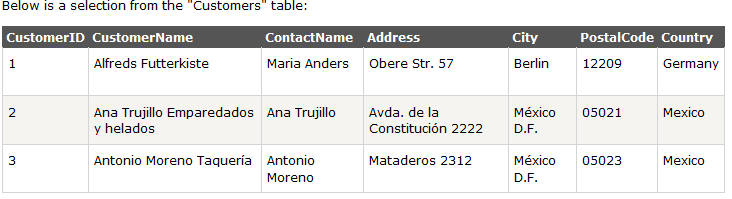 Below is a selection from the "Customers" table:
CustomerID CustomerName ContactName Address City PostalCode Country
1 Alfreds Futterkiste Maria Anders Obere Str. 57 Berlin 12209 Germany
2 Ana Trujillo Emparedados Ana Trujillo Avda. de la México 05021 Mexico
y helados Constitución 2222 D.F.
3 Antonio Moreno Taquería Antonio Mataderos 2312 México 05023 Mexico
Moreno D.F.